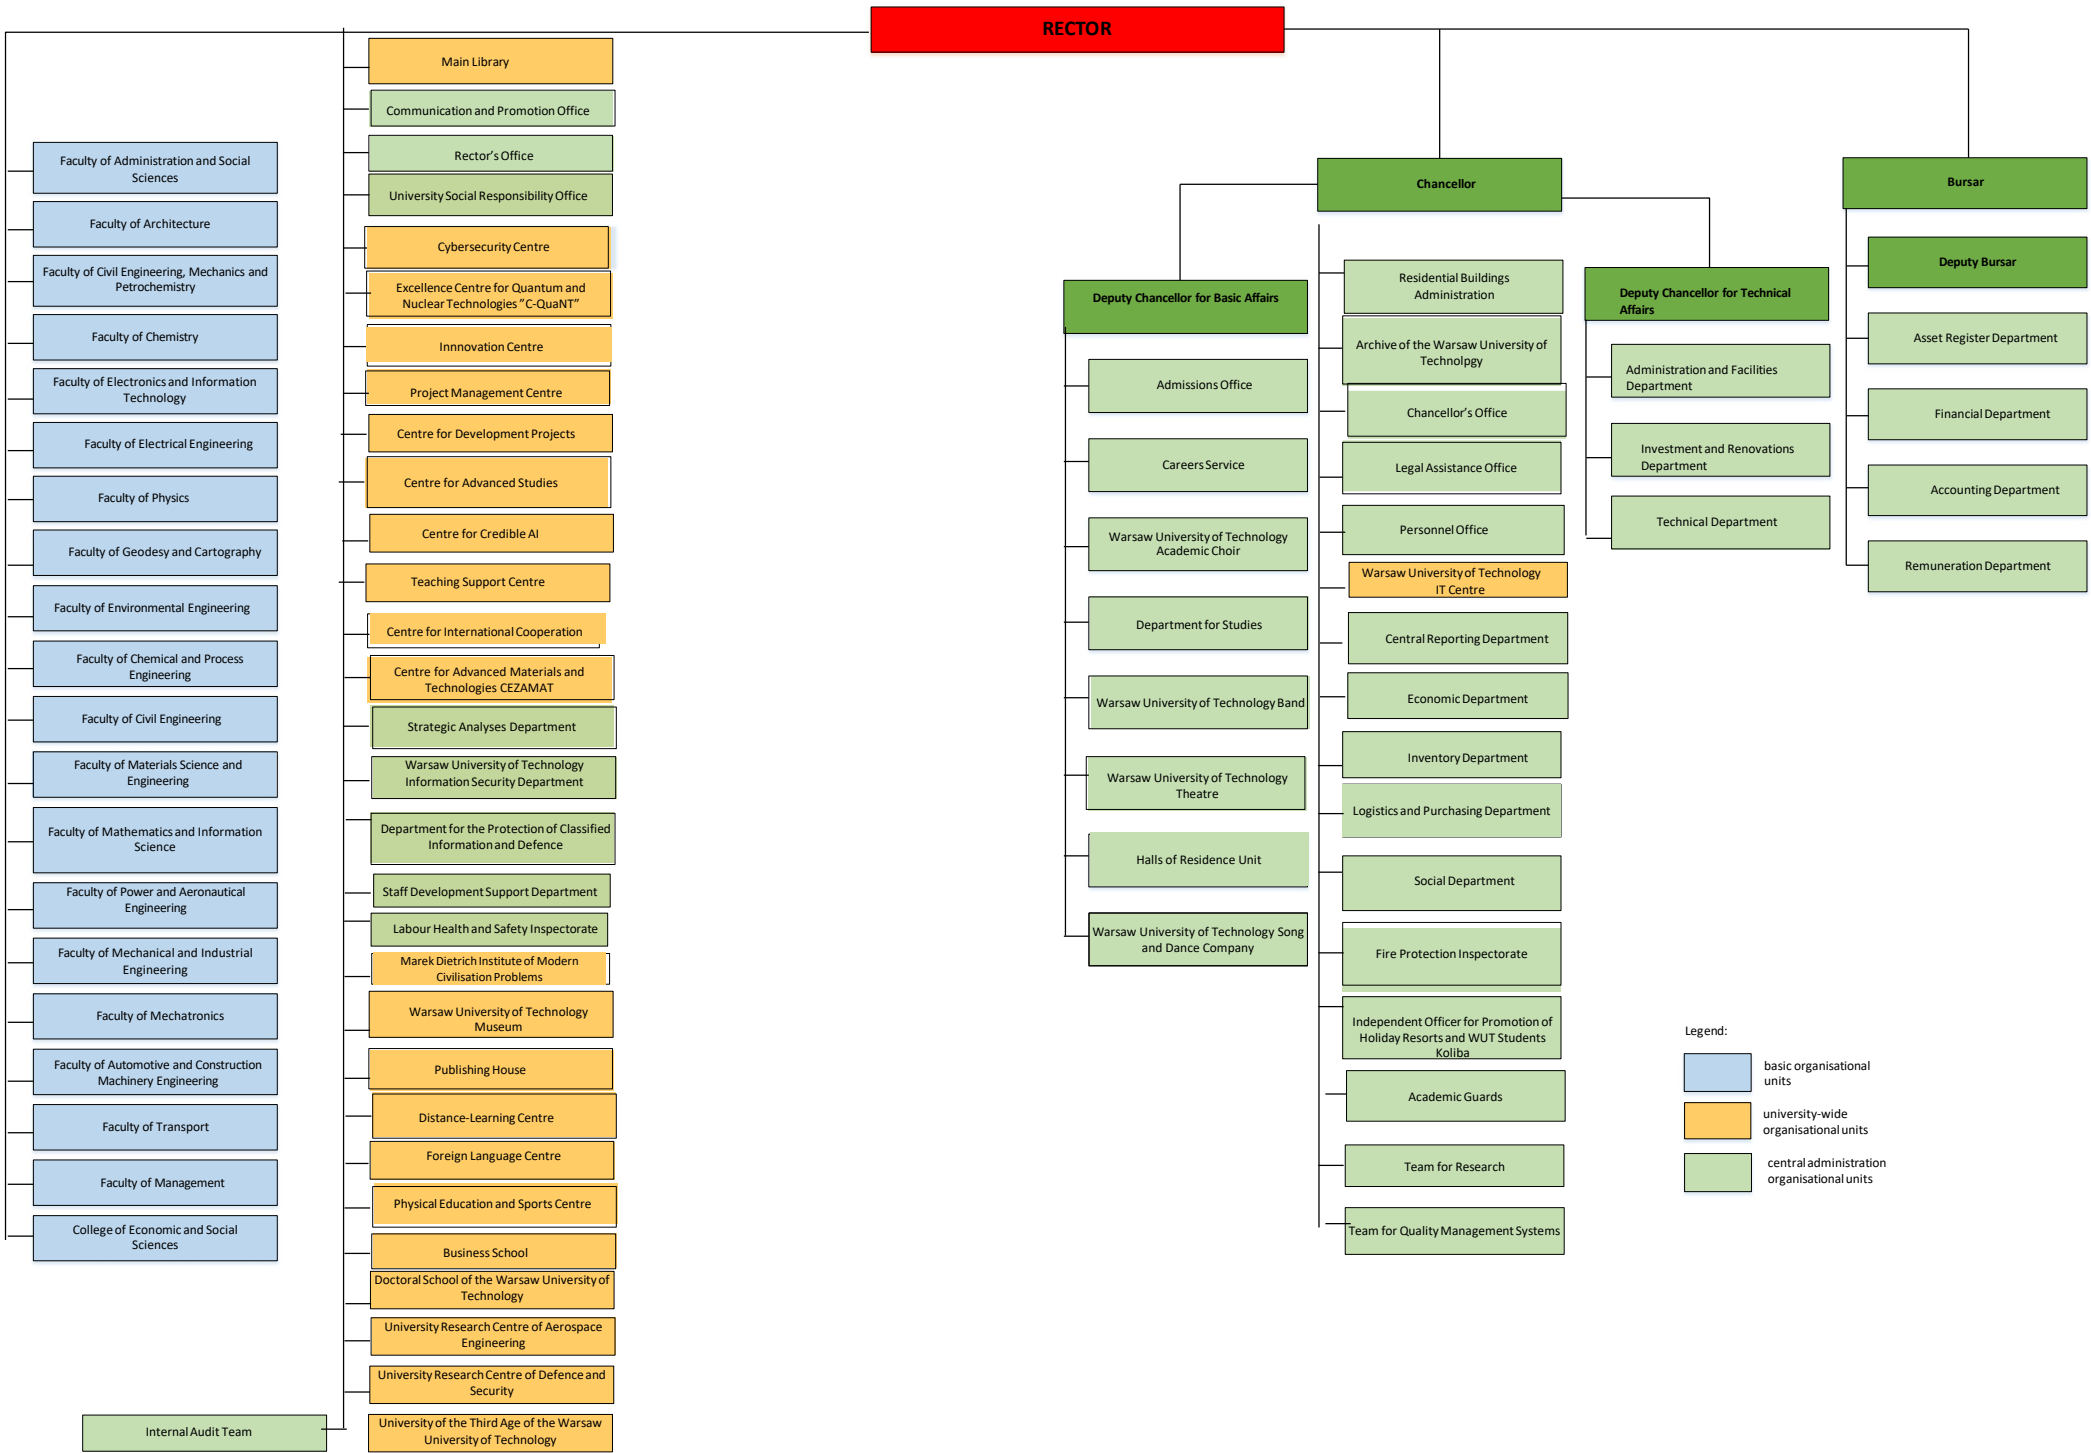 RECTOR
Faculty of Administration and Social
Sciences
Faculty of Architecture
Faculty of Civil Engineering, Mechanics and
Petrochemistry
Faculty of Chemistry
Faculty of Electronics and Information
Technology
Faculty of Electrical Engineering
Faculty of Physics
Faculty of Geodesy and Cartography
Faculty of Environmental Engineering
Faculty of Chemical and Process
Engineering
Faculty of Civil Engineering
Faculty of Materials Science and
Engineering
Faculty of Mathematics and Information
Science
Faculty of Power and Aeronautical
Engineering
Faculty of Mechanical and Industrial
Engineering
Faculty of Mechatronics
Faculty of Automotive and Construction
Machinery Engineering
Faculty of Transport
Faculty of Management
College of Economic and Social
Sciences
Internal Audit Team
Main Library
Communication and Promotion Office
Rector's Office
University Social Responsibility Office
Cybersecurity Centre
Excellence Centre for Quantum and
Nuclear Technologies ”C-QuaNT”
Innnovation Centre
Project Management Centre
Centre for Development Projects
Centre for Advanced Studies
Centre for Credible AI
Teaching Support Centre
Centre for International Cooperation
Centre for Advanced Materials and
Technologies CEZAMAT
Strategic Analyses Department
Warsaw University of Technology
Information Security Department
Department for the Protection of Classified
Information and Defence
Staff Development Support Department
Labour Health and Safety Inspectorate
Marek Dietrich Institute of Modern
Civilisation Problems
Warsaw University of Technology
Museum
Publishing House
Distance-Learning Centre
Foreign Language Centre
Physical Education and Sports Centre
Business School
Doctoral School of the Warsaw University of
Technology
University Research Centre of Aerospace
Engineering
University Research Centre of Defence and
Security
University of the Third Age of the Warsaw
University of Technology
Chancellor
Deputy Chancellor for Basic Affairs
Admissions Office
Careers Service
Warsaw University of Technology
Academic Choir
Department for Studies
Warsaw University of Technology Band
Warsaw University of Technology
Theatre
Halls of Residence Unit
Warsaw University of Technology Song
and Dance Company
Residential Buildings
Administration
Archive of the Warsaw University of
Technolpgy
Chancellor's Office
Legal Assistance Office
Personnel Office
Warsaw University of Technology
IT Centre
Central Reporting Department
Economic Department
Inventory Department
Logistics and Purchasing Department
Social Department
Fire Protection Inspectorate
Independent Officer for Promotion of
Holiday Resorts and WUT Students
Koliba
Academic Guards
Team for Research
Team for Quality Management Systems
Deputy Chancellor for Technical
Affairs
Administration and Facilities
Department
Investment and Renovations
Department
Technical Department
Bursar
Deputy Bursar
Asset Register Department
Financial Department
Accounting Department
Remuneration Department
Legend:
basic organisational
units
university-wide
organisational units
central administration
organisational units